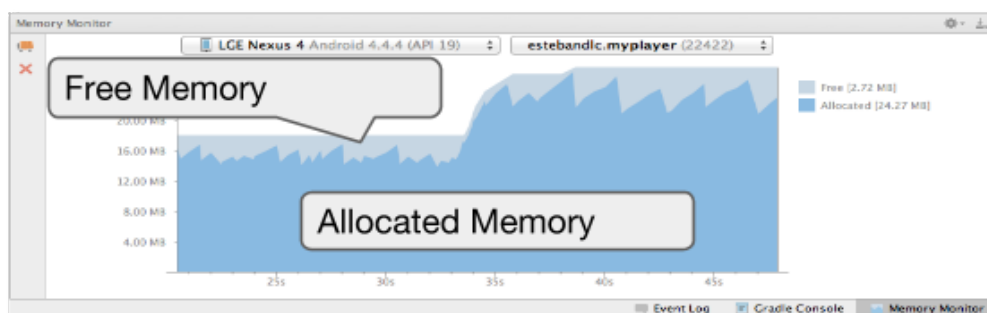 Memory Monitor
LGE Nexus 4 Android 4.4.4 (API 19)
estebandlc.myplayer (22422)
Free Memory
Free [2.72 MB]
Allocated [24.27 MB]
20.00 MB
16.00 MB
12.00 MB
Allocated Memory
8.00 MB
4.00 MB
25s
30s
35s
40s
45s
Event Log
Gradle Console
Memory Monitor